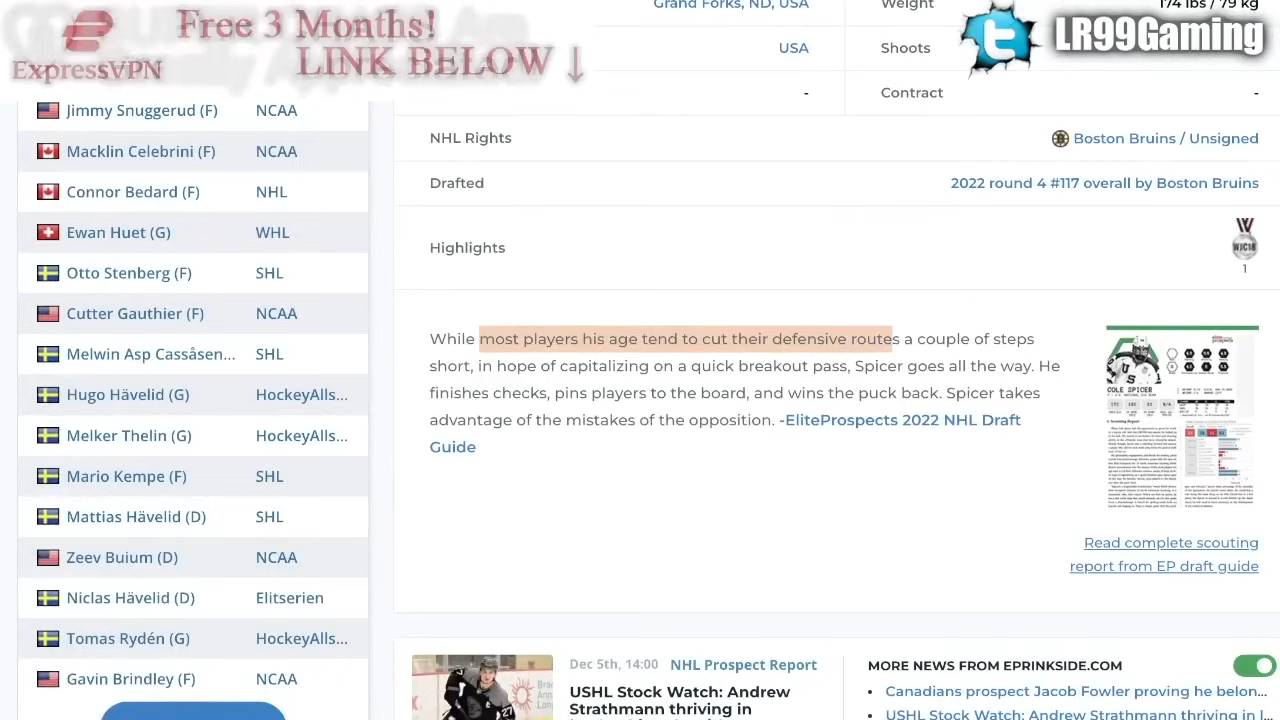 Free 3 Months!
LINK BELOW ↓
ExpressVPN
LR99Gaming
Grand Forks, ND, USA
Weight
174 lbs / 79 kg
USA
Shoots
-
Contract
-
NHL Rights
Boston Bruins / Unsigned
Drafted
2022 round 4 #117 overall by Boston Bruins
Highlights
WJC18
1
Jimmy Snuggerud (F) NCAA
Macklin Celebrini (F) NCAA
Connor Bedard (F) NHL
Ewan Huet (G) WHL
Otto Stenberg (F) SHL
Cutter Gauthier (F) NCAA
Melwin Asp Cassåsen... SHL
Hugo Hävelid (G) HockeyAlls...
Melker Thelin (G) HockeyAlls...
Mario Kempe (F) SHL
Mattias Hävelid (D) SHL
Zeev Buium (D) NCAA
Niclas Hävelid (D) Elitserien
Tomas Rydén (G) HockeyAlls...
Gavin Brindley (F) NCAA
While most players his age tend to cut their defensive routes a couple of steps
short, in hope of capitalizing on a quick breakout pass, Spicer goes all the way. He
finishes checks, pins players to the board, and wins the puck back. Spicer takes
advantage of the mistakes of the opposition. -EliteProspects 2022 NHL Draft
Guide
COLE SPICER
Read complete scouting
report from EP draft guide
Dec 5th, 14:00 NHL Prospect Report
USHL Stock Watch: Andrew
Strathmann thriving in
MORE NEWS FROM EPRINKSIDE.COM
• Canadians prospect Jacob Fowler proving he belon...
• USHL Stock Watch: Andrew Strathmann thriving in I...